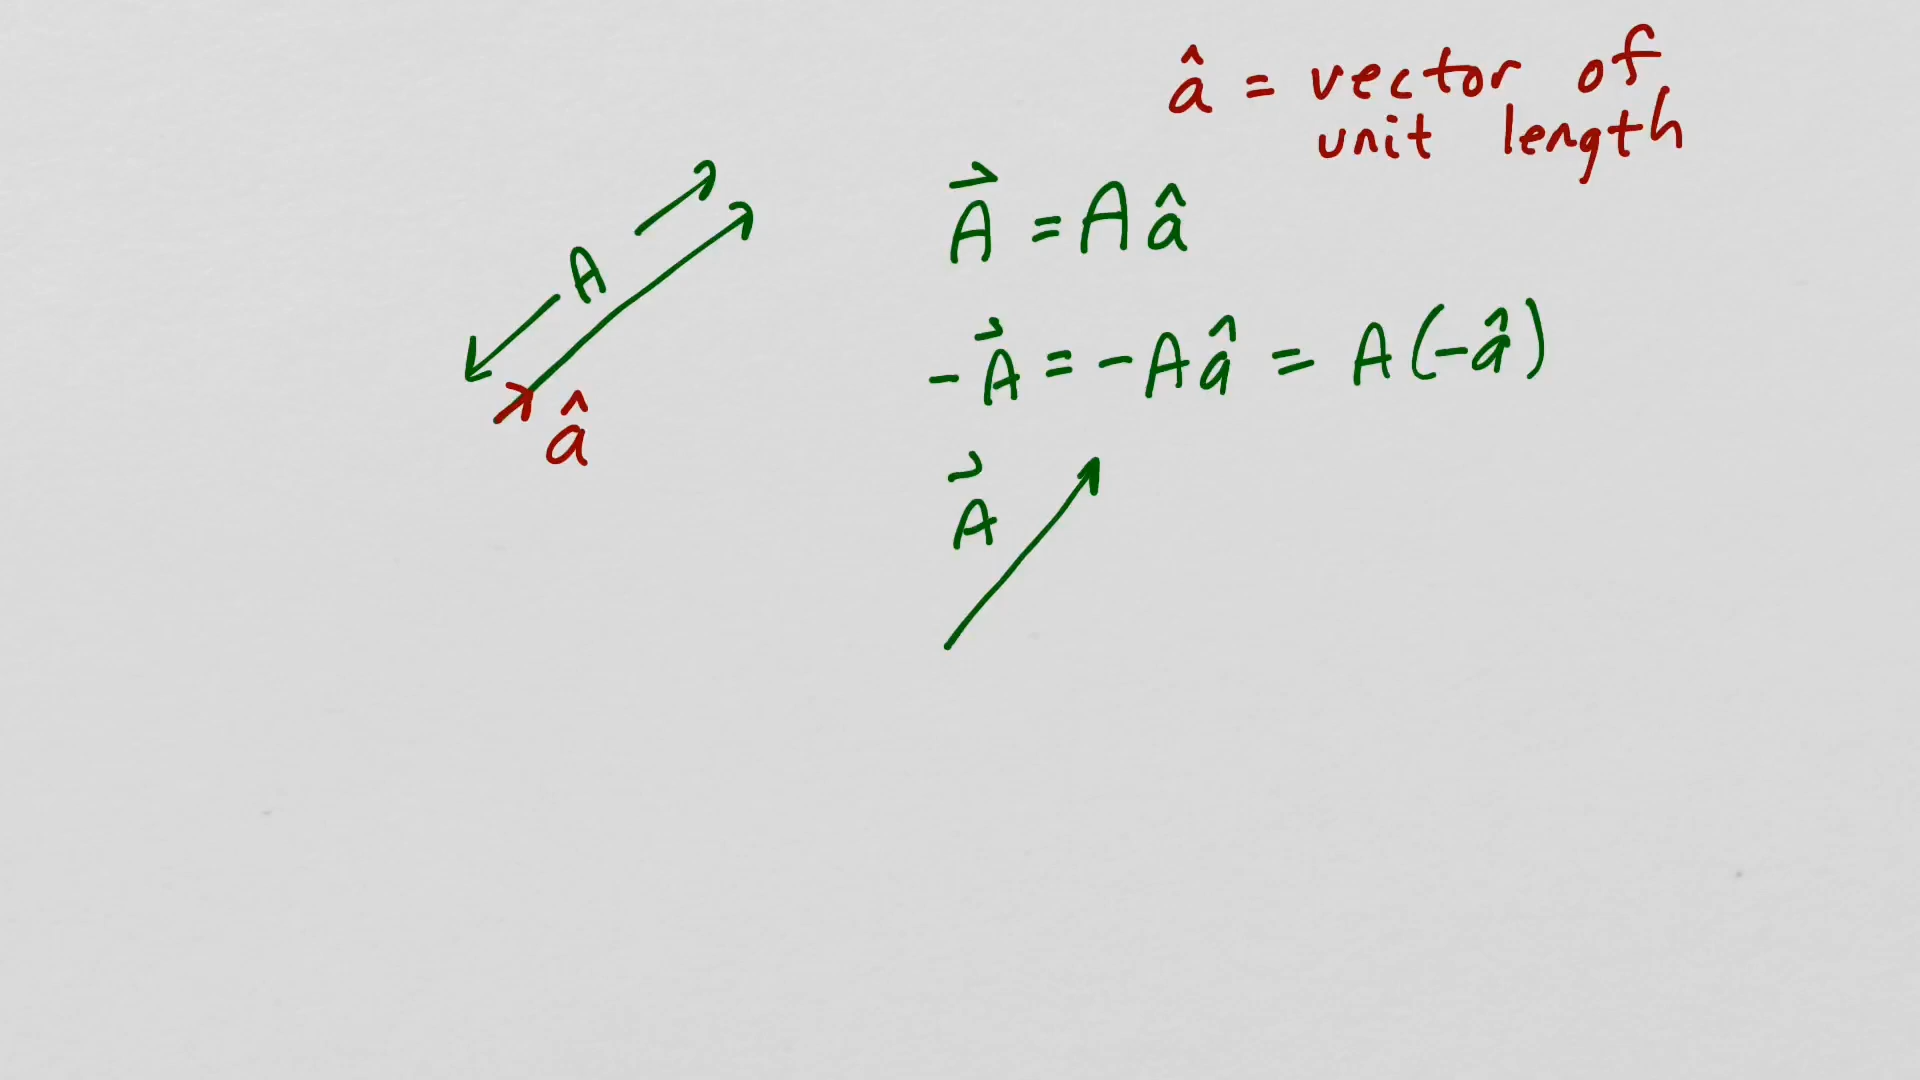 â = vector of
unit length
A
A⃗ = Aâ
-A⃗ = -Aâ = A(-â)
â
A⃗